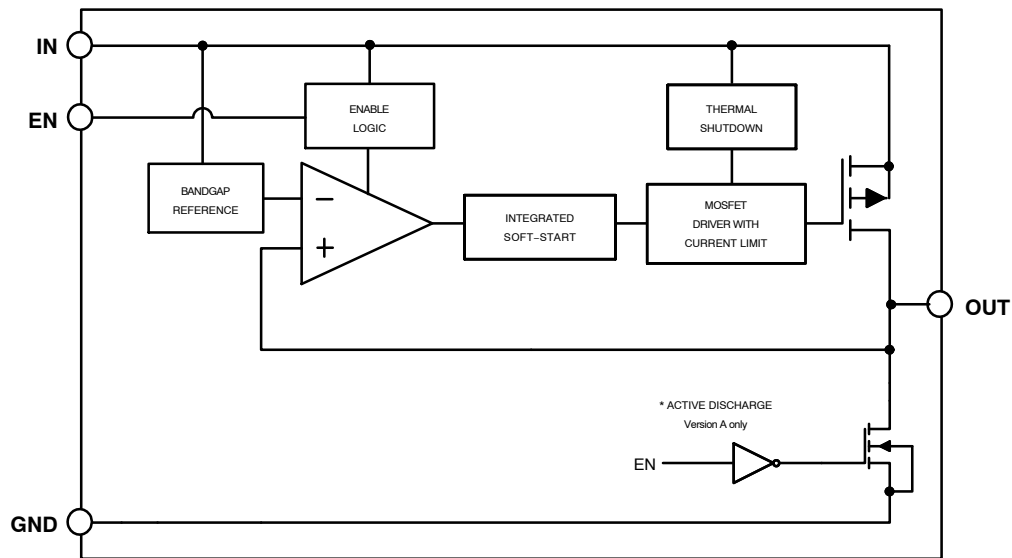 IN
EN
ENABLE
LOGIC
THERMAL
SHUTDOWN
BANDGAP
REFERENCE
−
+
INTEGRATED
SOFT−START
MOSFET
DRIVER WITH
CURRENT LIMIT
OUT
* ACTIVE DISCHARGE
Version A only
EN
GND